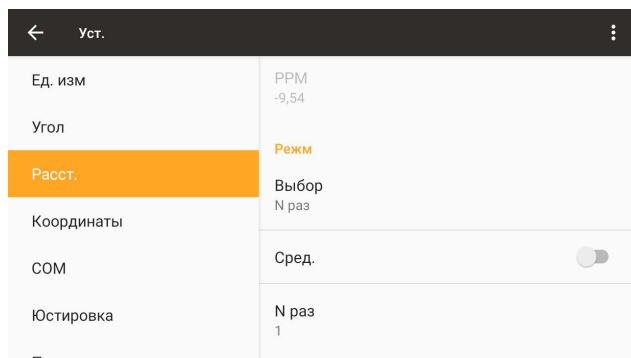 Уст.
Ед. изм
Угол
Расст.
Координаты
COM
Юстировка
PPM
-9,54
Режм
Выбор
N раз
Сред.
N раз
1